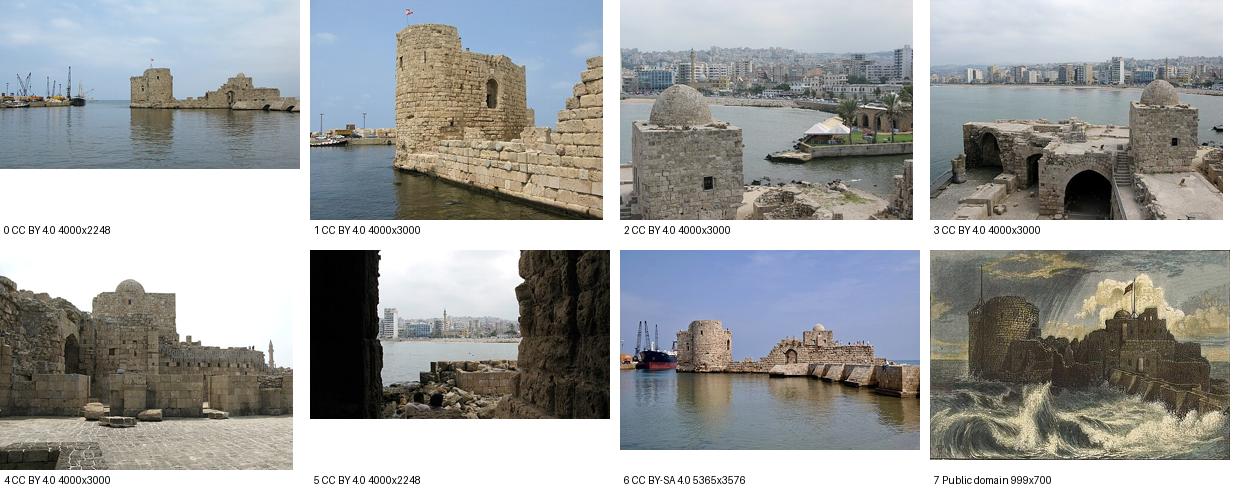 0 CC BY 4.0 4000x2248
1 CC BY 4.0 4000x3000
2 CC BY 4.0 4000x3000
3 CC BY 4.0 4000x3000
4 CC BY 4.0 4000x3000
5 CC BY 4.0 4000x2248
6 CC BY-SA 4.0 5365x3576
7 Public domain 999x700